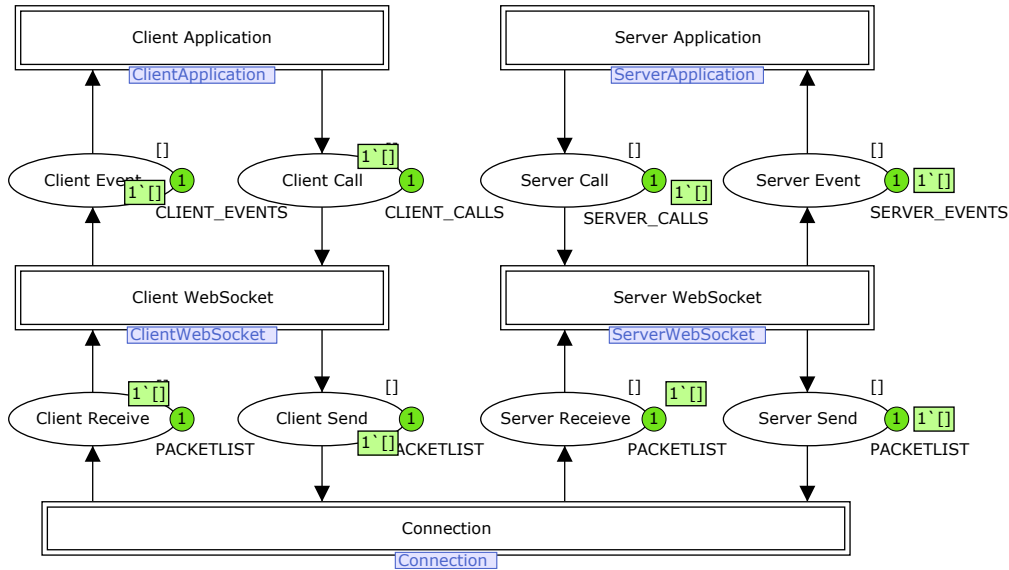 Client Application
Server Application
ClientApplication
ServerApplication
[]
1`[]
[]
[]
Client Event
1
1`[]
Client Call
1
Server Call
1
1`[]
Server Event
1
1`[]
CLIENT_EVENTS
CLIENT_CALLS
SERVER_CALLS
SERVER_EVENTS
Client WebSocket
Server WebSocket
ClientWebSocket
ServerWebSocket
1`[]
[]
[]
1`[]
[]
Client Receive
1
Client Send
1
1`[]
Server Receieve
1
Server Send
1
1`[]
PACKETLIST
ACKETLIST
PACKETLIST
PACKETLIST
Connection
Connection